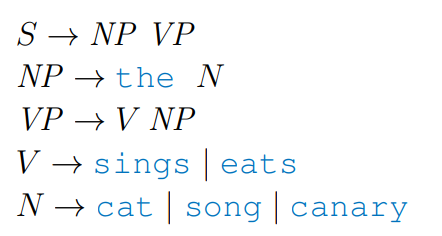 S → NP VP
NP → the N
VP → V NP
V → sings | eats
N → cat | song | canary